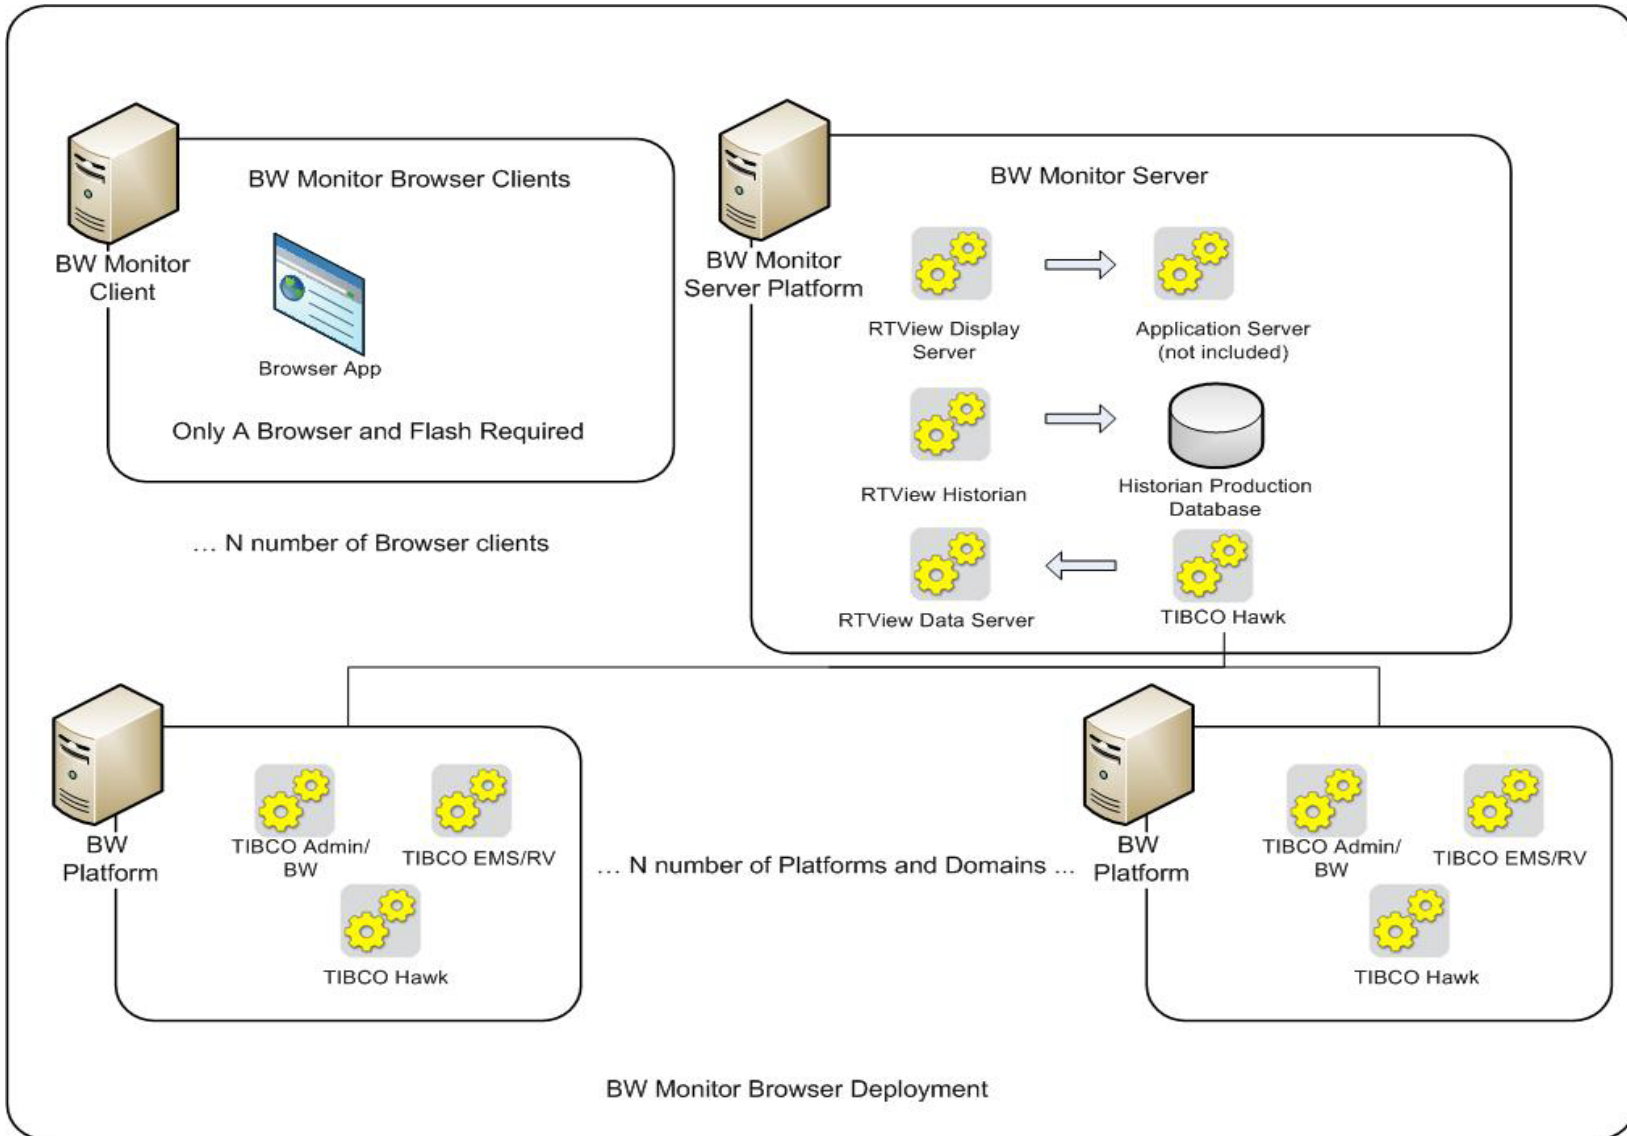 BW Monitor Browser Clients
BW Monitor
Client
Browser App
Only A Browser and Flash Required
… N number of Browser clients
BW Monitor Server
BW Monitor
Server Platform
RTView Display
Server
Application Server
(not included)
RTView Historian
Historian Production
Database
RTView Data Server
TIBCO Hawk
BW
Platform
TIBCO Admin/
BW
TIBCO EMS/RV
TIBCO Hawk
… N number of Platforms and Domains ...
BW
Platform
TIBCO Admin/
BW
TIBCO EMS/RV
TIBCO Hawk
BW Monitor Browser Deployment